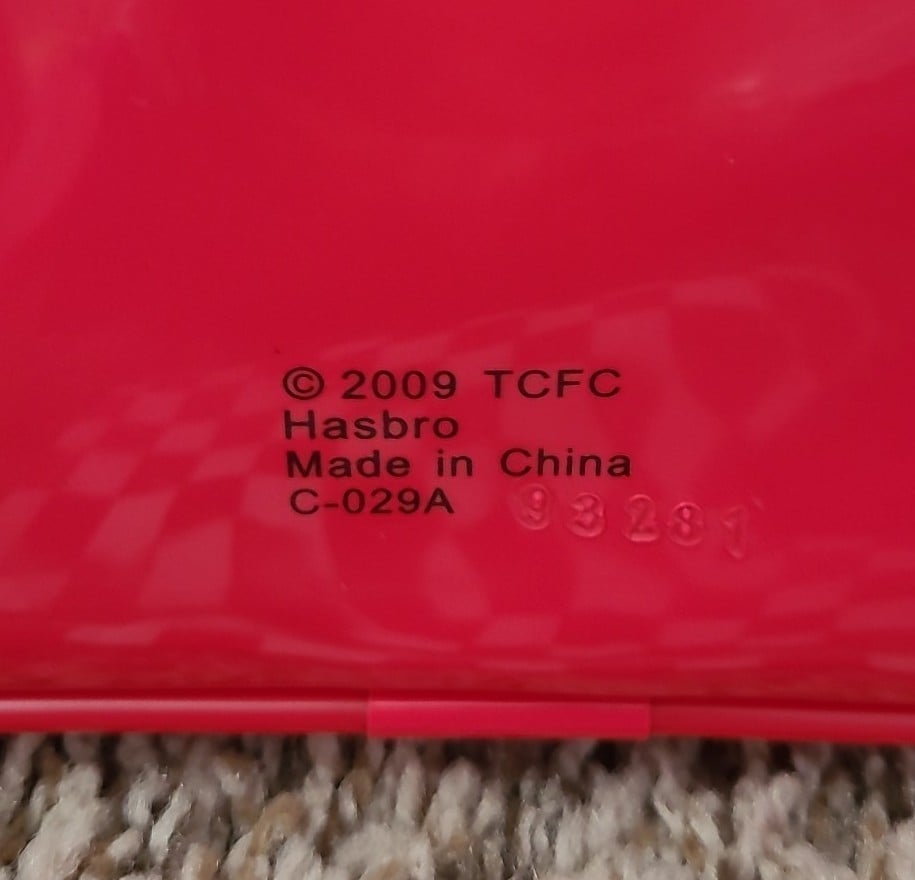 © 2009 TCFC
Hasbro
Made in China
C-029A
93281